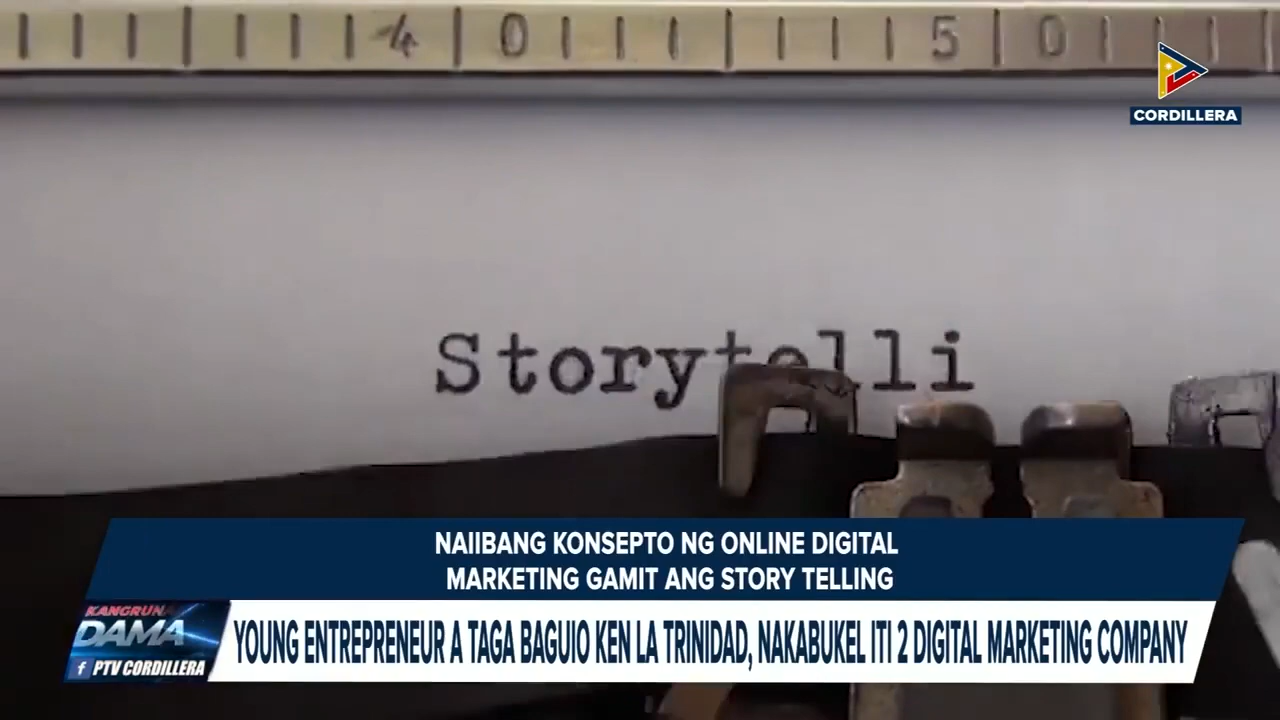 4 0 5 0
CORDILLERA
Storytelli
NAIIBANG KONSEPTO NG ONLINE DIGITAL
MARKETING GAMIT ANG STORY TELLING
KANGRUNA
DAMA
f PTV CORDILLERA
YOUNG ENTREPRENEUR A TAGA BAGUIO KEN LA TRINIDAD, NAKABUKEL ITI 2 DIGITAL MARKETING COMPANY